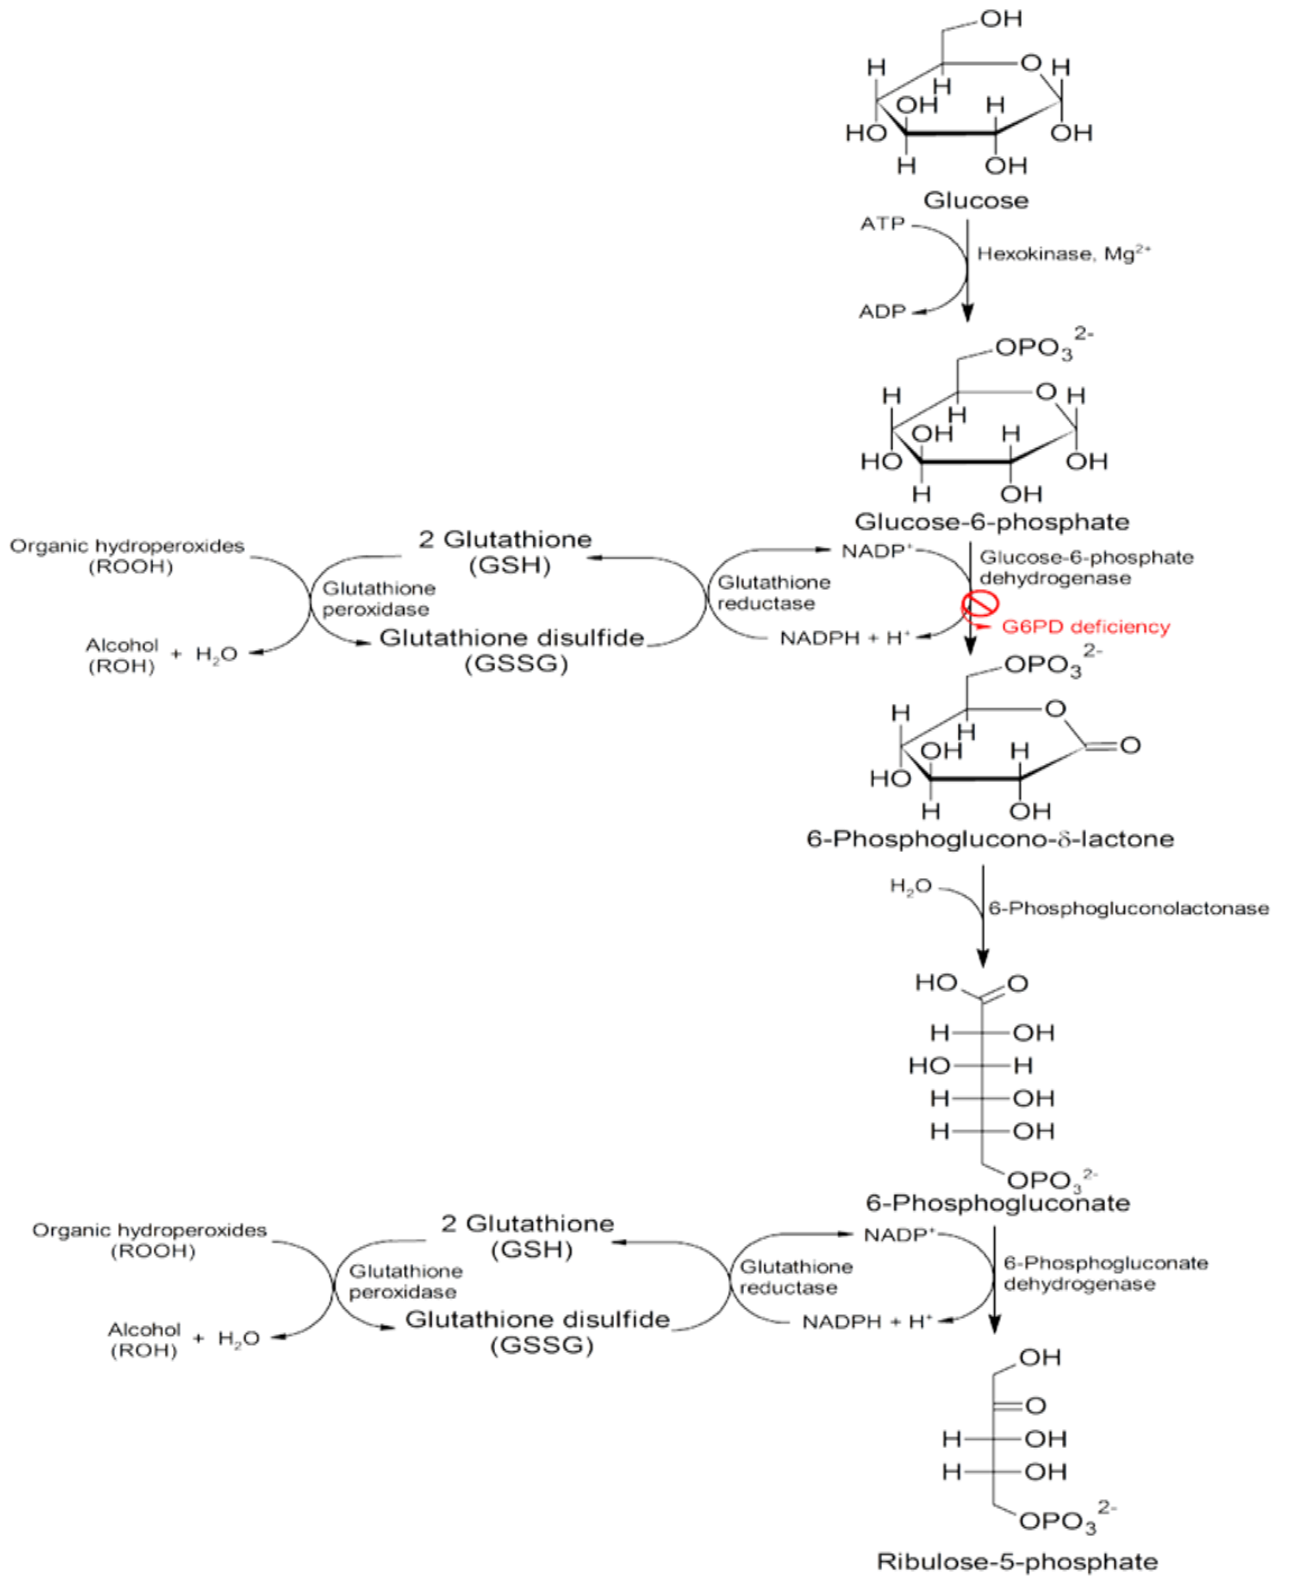 OH
H
O
H
H
OH
H
HO
OH
H
OH
Glucose
ATP
Hexokinase, Mg²⁺
ADP
OPO₃²⁻
H
O
H
H
OH
H
HO
OH
H
OH
Glucose-6-phosphate
Organic hydroperoxides
(ROOH)
2 Glutathione
(GSH)
NADP⁺
Glucose-6-phosphate
dehydrogenase
Glutathione
peroxidase
Glutathione
reductase
G6PD deficiency
Alcohol
(ROH)
+ H₂O
Glutathione disulfide
(GSSG)
NADPH + H⁺
OPO₃²⁻
H
O
H
OH
H
O
HO
H
OH
6-Phosphoglucono-δ-lactone
H₂O
6-Phosphogluconolactonase
HO
O
H
OH
HO
H
H
OH
H
OH
OPO₃²⁻
6-Phosphogluconate
Organic hydroperoxides
(ROOH)
2 Glutathione
(GSH)
NADP⁺
6-Phosphogluconate
dehydrogenase
Glutathione
peroxidase
Glutathione
reductase
Alcohol
(ROH)
+ H₂O
Glutathione disulfide
(GSSG)
NADPH + H⁺
OH
O
H
OH
H
OH
OPO₃²⁻
Ribulose-5-phosphate